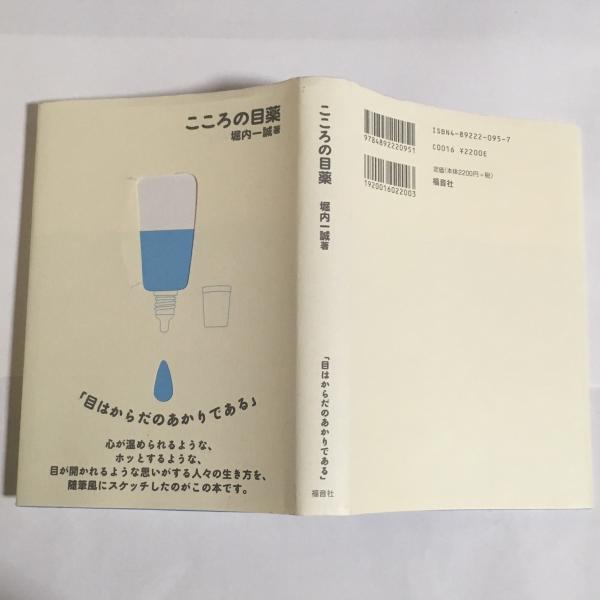 こころの目薬
堀内一誠著
「目はからだのあかりである」
心が温められるような、
ホッとするような、
目が開かれるような思いがする人々の生き方を、
随筆風にスケッチしたのがこの本です。
こころの目薬
堀内一誠著
「目はからだのあかりである」
福音社
9784892220951
1920016022003
ISBN4-89222-095-7
C0016 ¥2200E
定価(本体2200円+税)
福音社